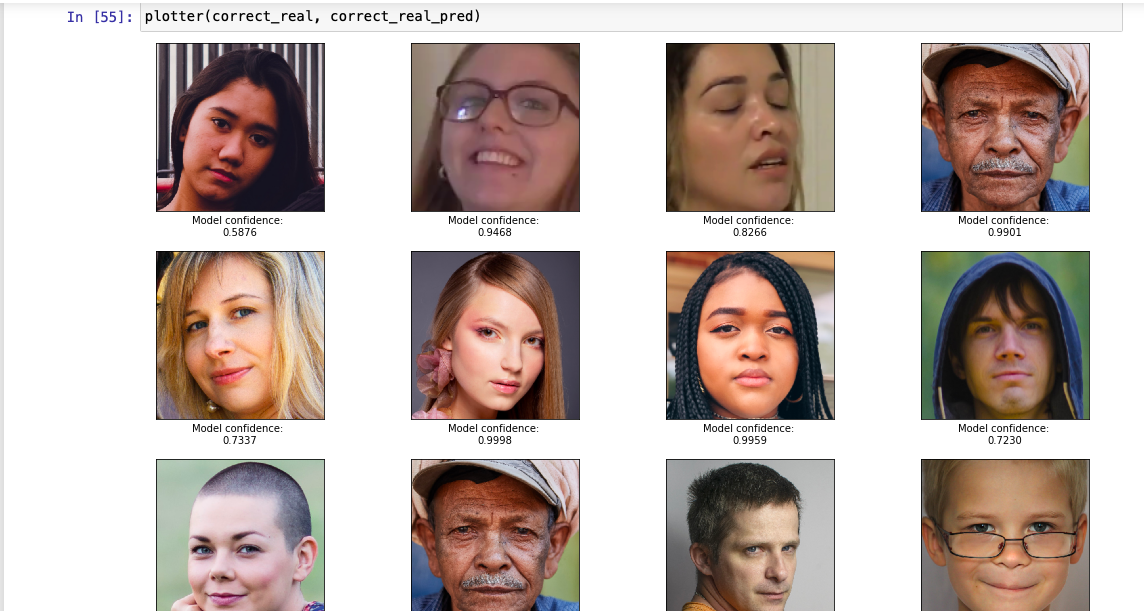 In [55]: plotter(correct_real, correct_real_pred)
Model confidence:
0.5876
Model confidence:
0.9468
Model confidence:
0.8266
Model confidence:
0.9901
Model confidence:
0.7337
Model confidence:
0.9998
Model confidence:
0.9959
Model confidence:
0.7230